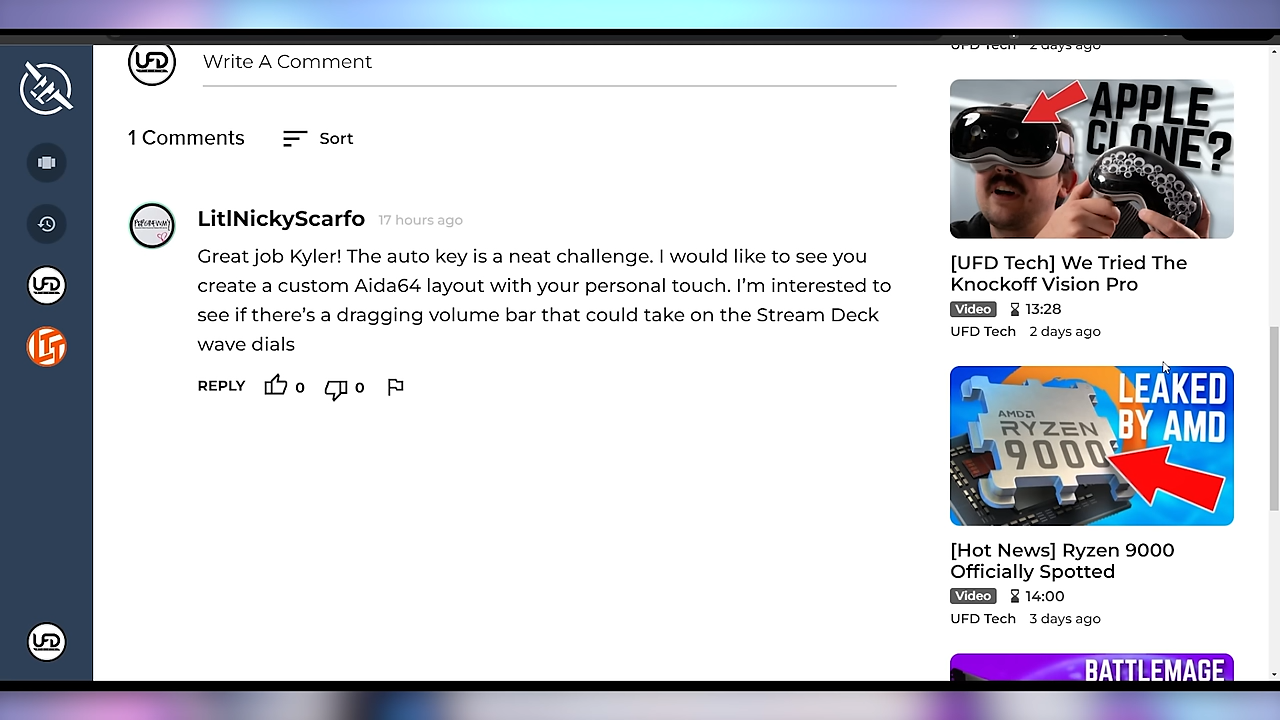 UFD
Write A Comment
1 Comments
Sort
LitlNickyScarfo 17 hours ago
Great job Kyler! The auto key is a neat challenge. I would like to see you
create a custom Aida64 layout with your personal touch. I'm interested to
see if there's a dragging volume bar that could take on the Stream Deck
wave dials
REPLY 0 0
UFD
LTT
UFD
UFD Tech 2 days ago
APPLE
CLONE?
[UFD Tech] We Tried The
Knockoff Vision Pro
Video 13:28
UFD Tech 2 days ago
LEAKED
BY AMD
AMD
RYZEN
9000
[Hot News] Ryzen 9000
Officially Spotted
Video 14:00
UFD Tech 3 days ago
BATTLEMAGE